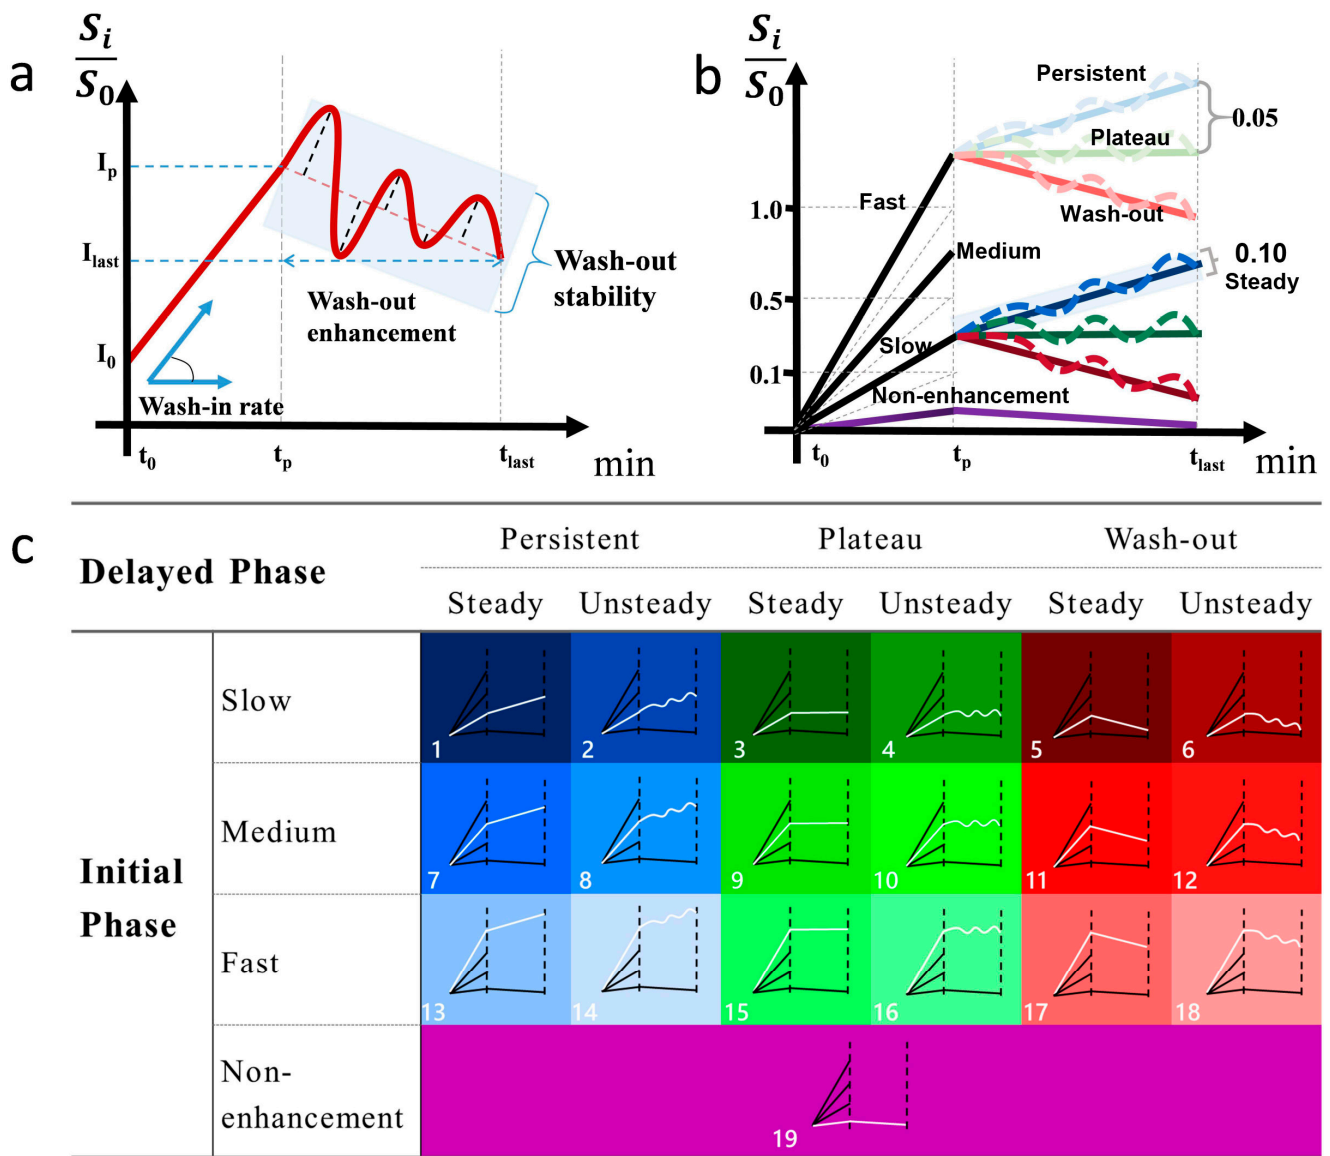 a
S_i
S_0
I_p
I_last
I_0
Wash-in rate
Wash-out
enhancement
Wash-out
stability
t_0
t_p
t_last
min
b
S_i
S_0
Persistent
0.05
Plateau
Fast
1.0
Wash-out
Medium
0.10
Steady
0.5
Slow
0.1
Non-enhancement
t_0
t_p
t_last
min
c
Delayed Phase
Persistent
Plateau
Wash-out
Steady
Unsteady
Steady
Unsteady
Steady
Unsteady
Initial
Phase
Slow
1
2
3
4
5
6
Medium
7
8
9
10
11
12
Fast
13
14
15
16
17
18
Non-
enhancement
19